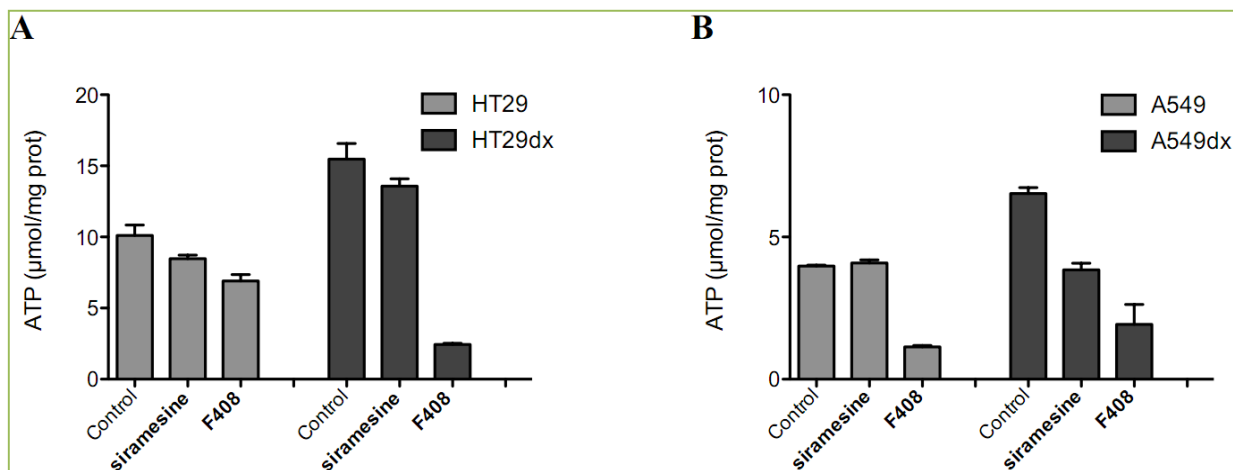 A
ATP (µmol/mg prot)
20
15
10
5
0
HT29
HT29dx
Control
siramesine
F408
Control
siramesine
F408
B
ATP (µmol/mg prot)
10
5
0
A549
A549dx
Control
siramesine
F408
Control
siramesine
F408